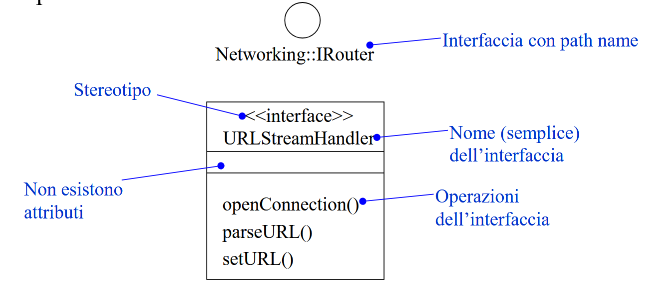 Interfaccia con path name
Networking::IRouter
Stereotipo
<<interface>>
URLStreamHandler
Nome (semplice)
dell'interfaccia
Non esistono
attributi
openConnection()
parseURL()
setURL()
Operazioni
dell'interfaccia